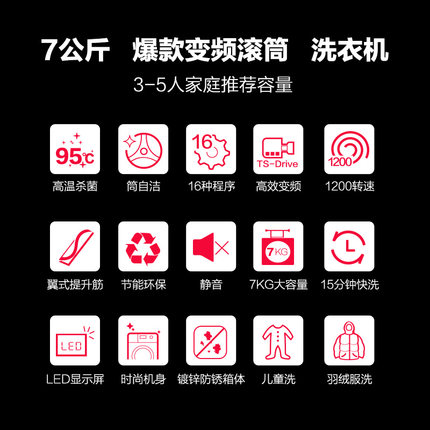 7公斤 爆款变频滚筒 洗衣机
3-5人家庭推荐容量
95℃ 16 TS-Drive 1200
高温杀菌 筒自洁 16种程序 高效变频 1200转速
7KG
翼式提升筋 节能环保 静音 7KG大容量 15分钟快洗
LED
LED显示屏 时尚机身 镀锌防锈箱体 儿童洗 羽绒服洗